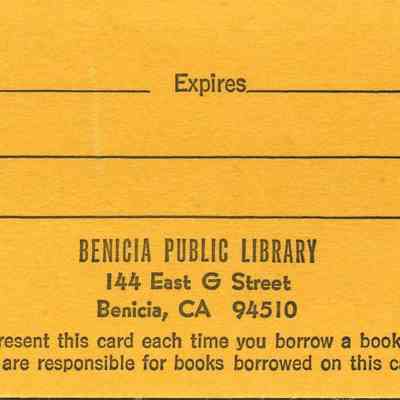 Expires
BENICIA PUBLIC LIBRARY
144 East G Street
Benicia, CA 94510
resent this card each time you borrow a book
are responsible for books borrowed on this ca